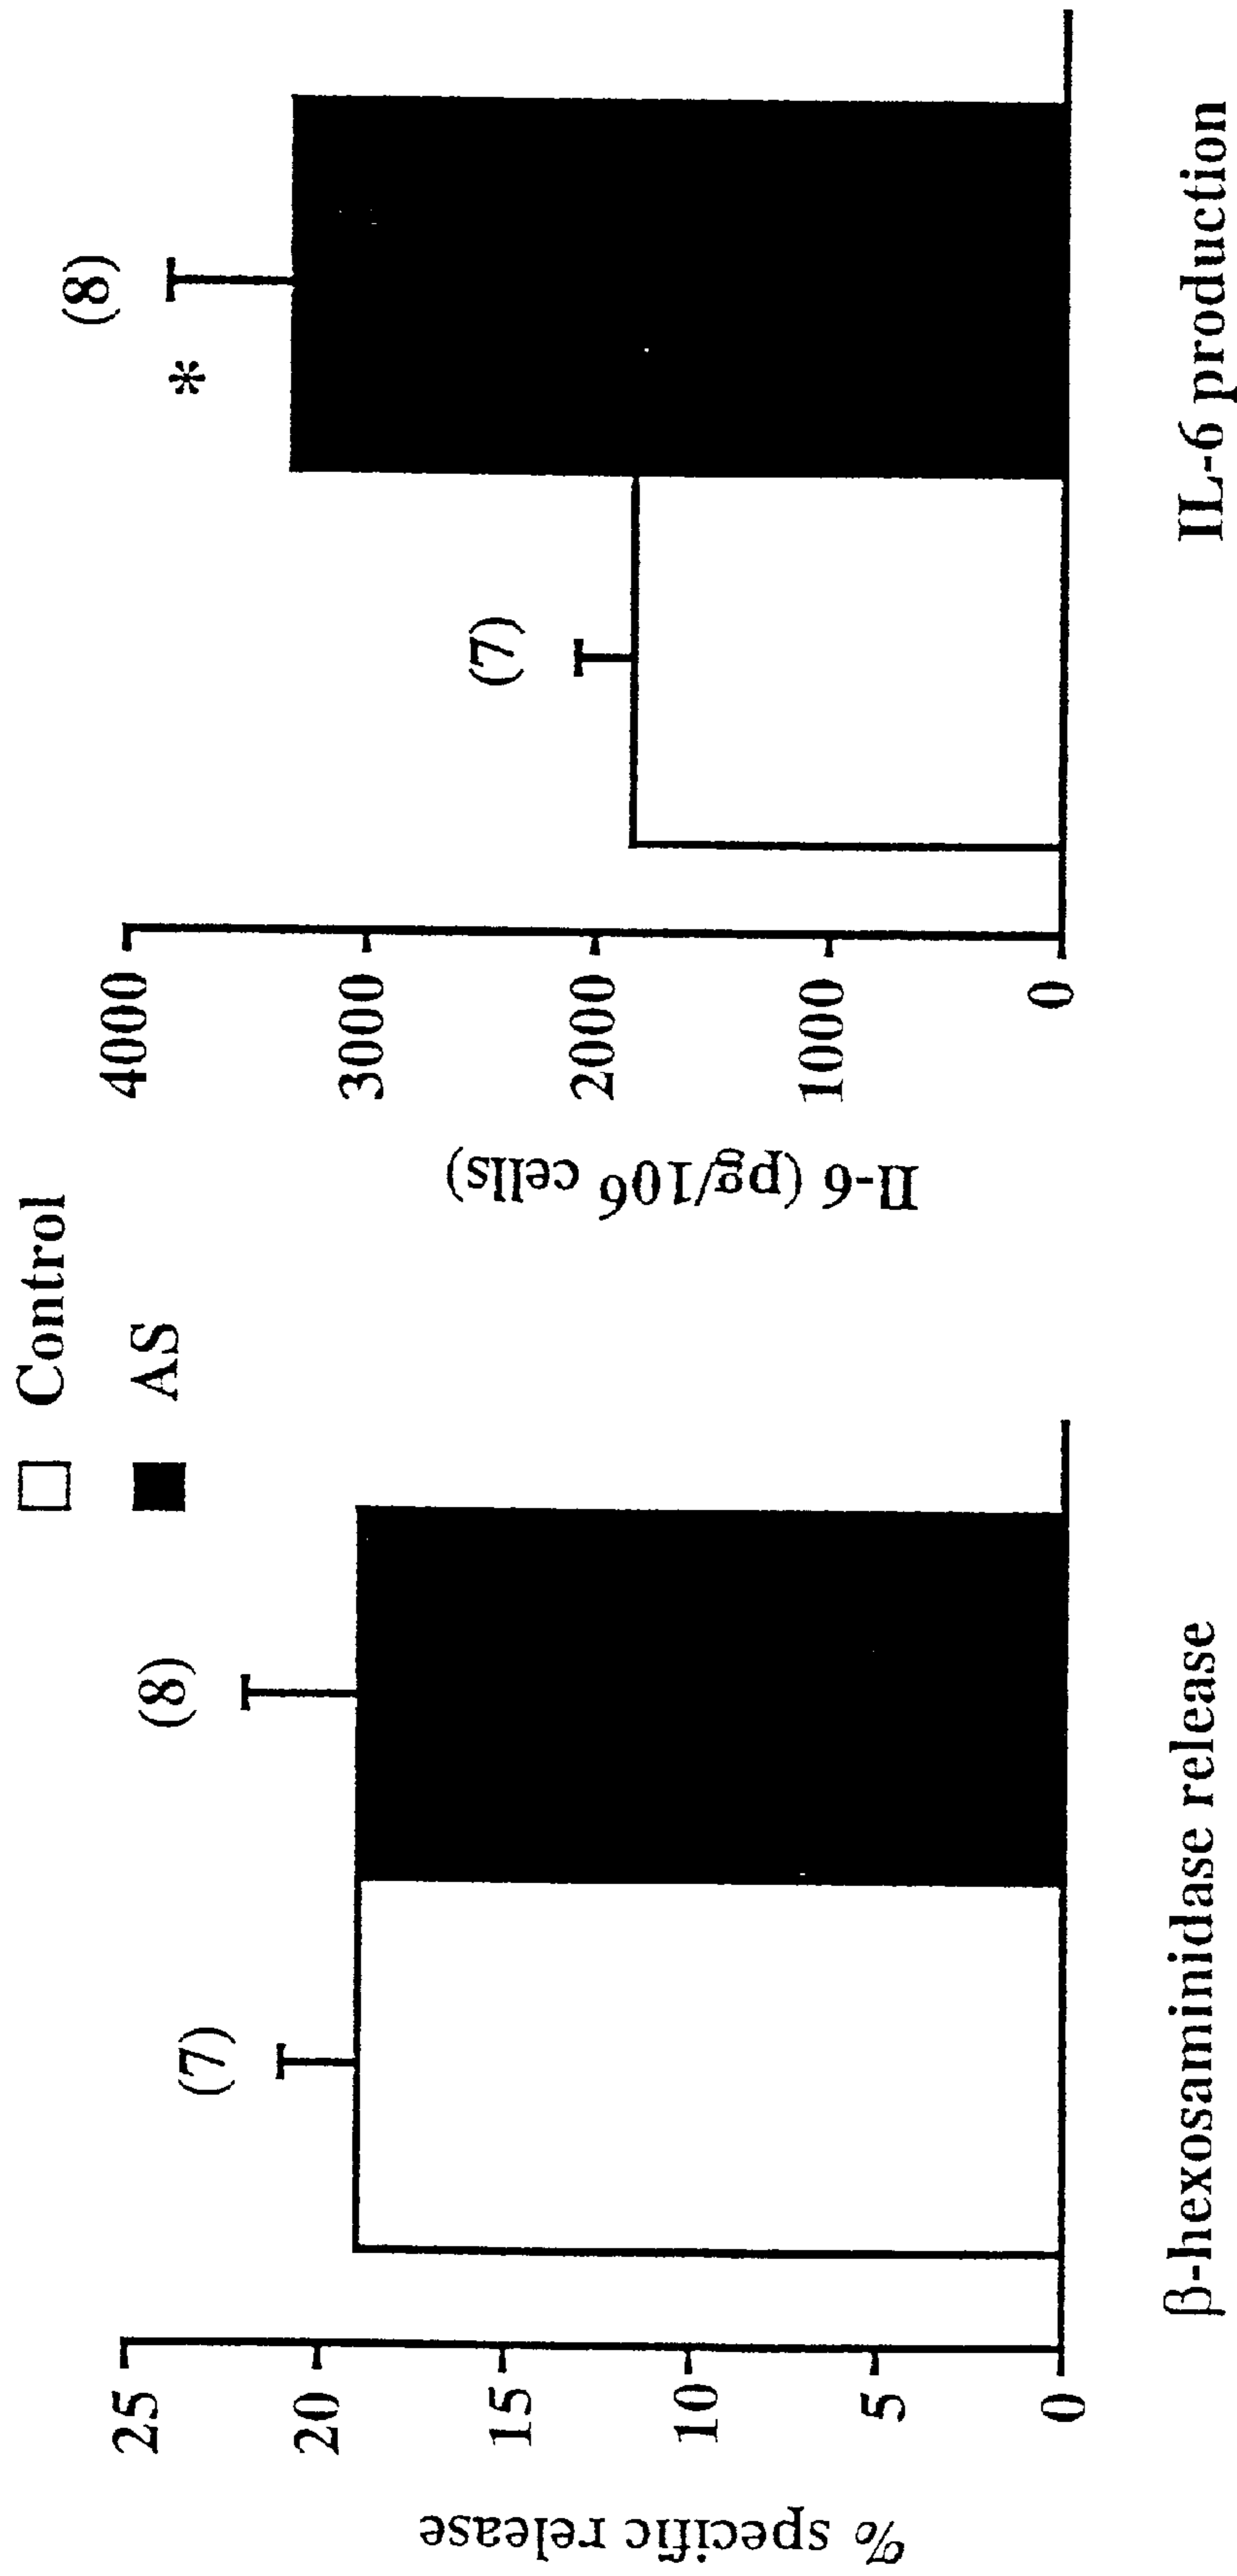 Control
AS
% specific release
25
20
15
10
5
0
(7)
(8)
β-hexosaminidase release
Il-6 (pg/10⁶ cells)
4000
3000
2000
1000
0
(7)
*
(8)
IL-6 production